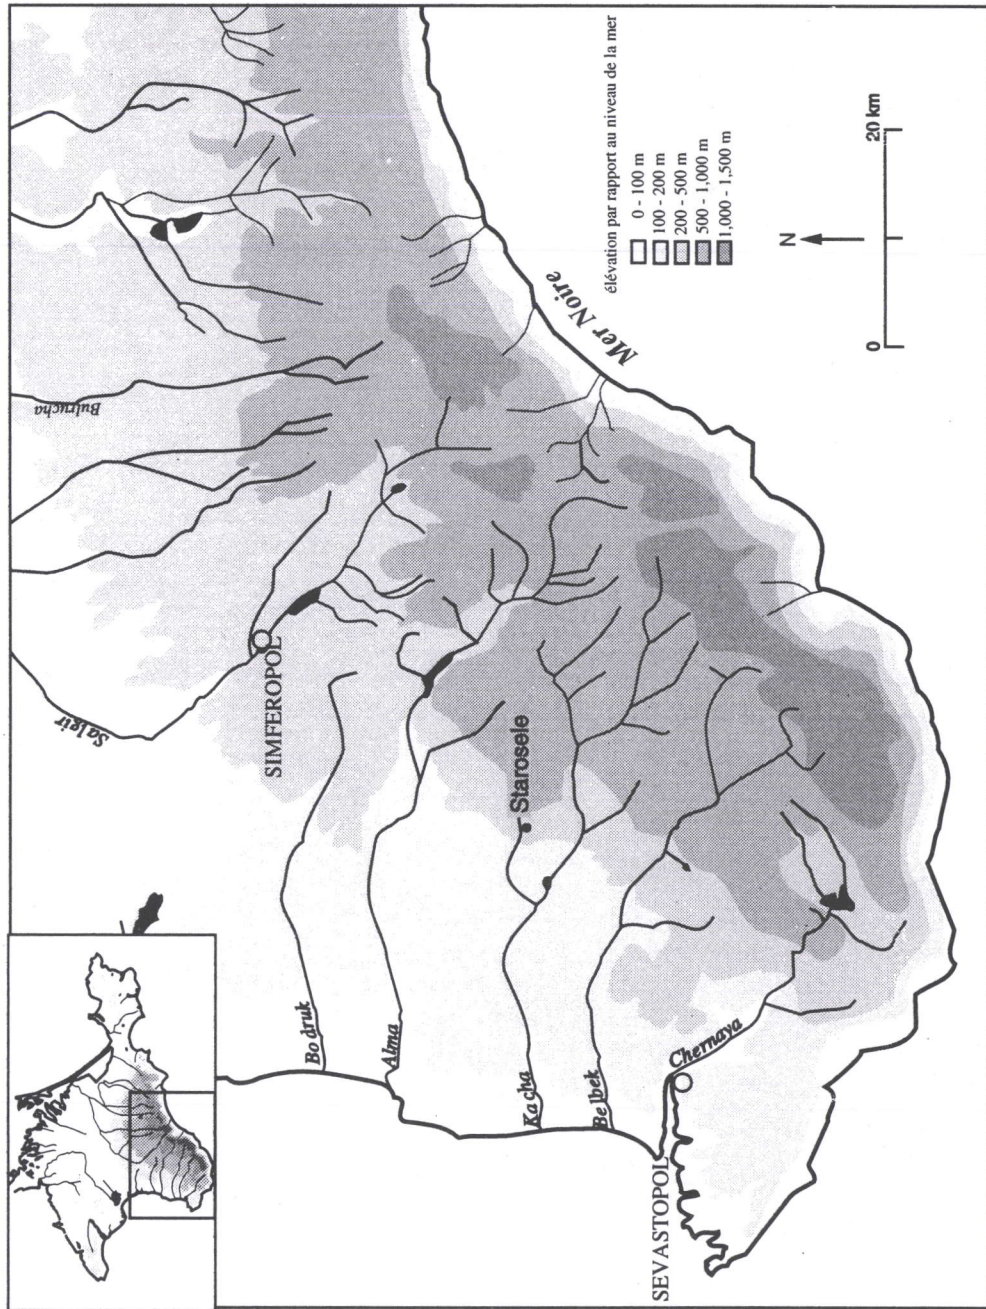 Bulrucha
Salgir
SIMFEROPOL
Starosele
Bodruk
Alma
Kacha
Belbek
Chernaya
SEVASTOPOL
Mer Noire
élévation par rapport au niveau de la mer
0 - 100 m
100 - 200 m
200 - 500 m
500 - 1,000 m
1,000 - 1,500 m
N
0
20 km